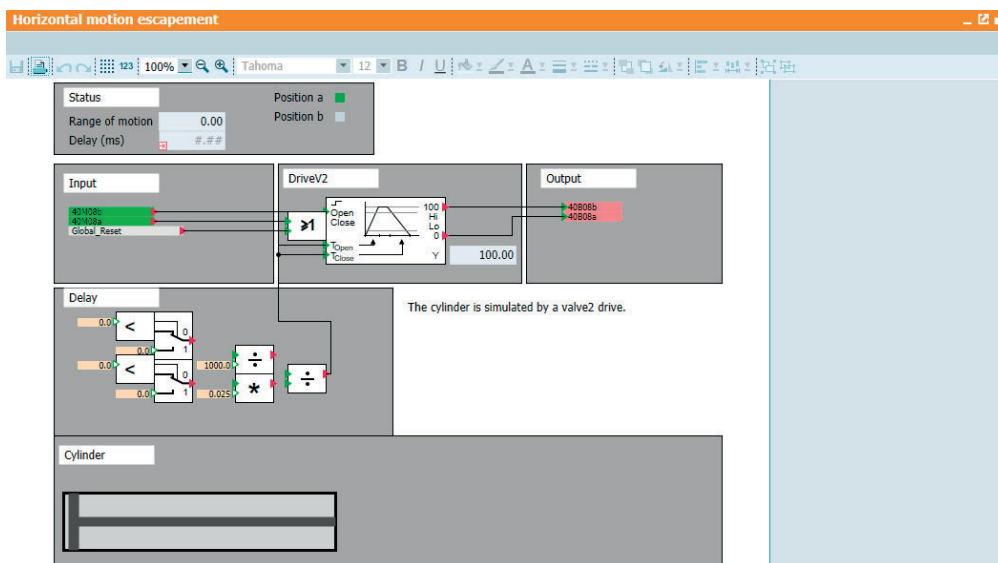 Horizontal motion escapement
123 100% Tahoma 12 B I U A
Status
Position a
Range of motion 0.00
Position b
Delay (ms) #.##
Input
DriveV2
Output
40M08b
40M08a
Global_Reset
≥1
Open
Close
100
Hi
Lo
0
TOpen
TClose
Y
100.00
40B08b
40B08a
Delay
The cylinder is simulated by a valve2 drive.
0.0 < 0
0.0 1
0.0 < 0
0.0 1
1000.0 ÷
0.025 *
÷
Cylinder